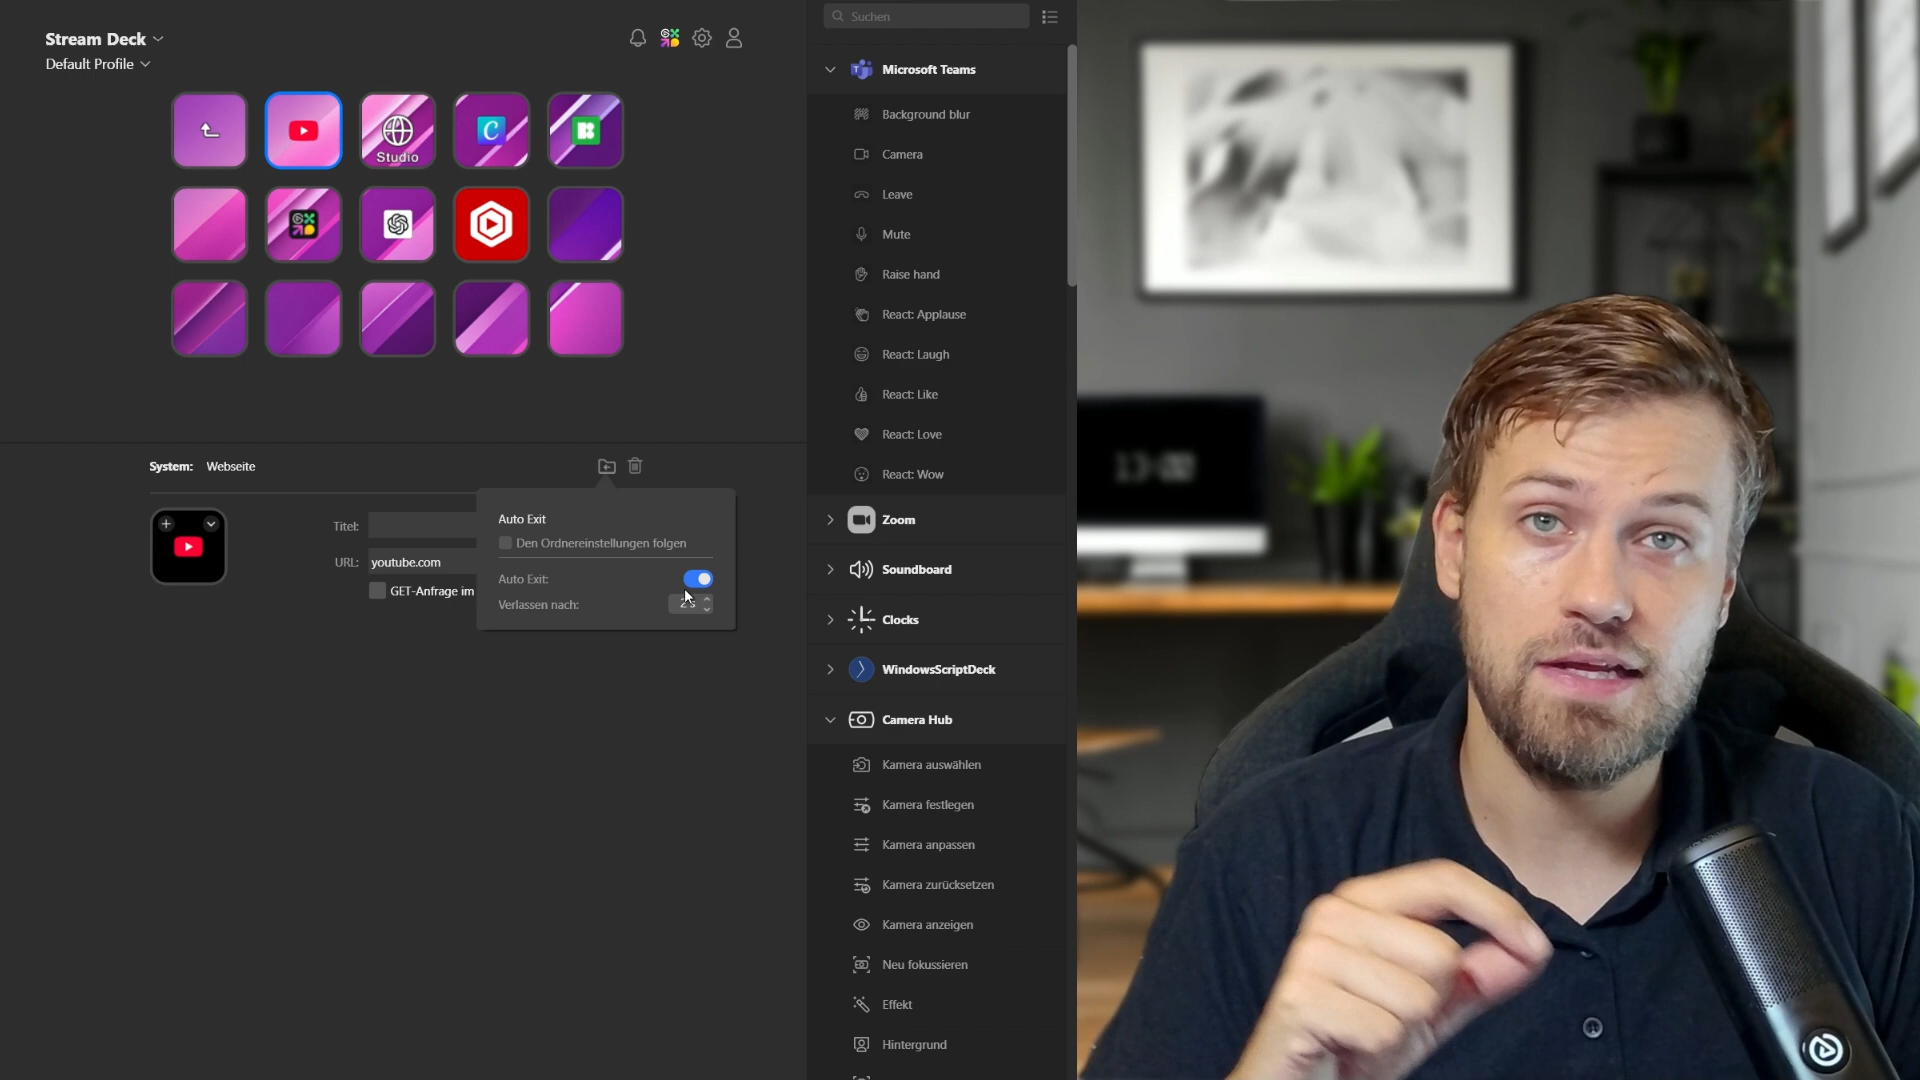 Stream Deck
Default Profile
Studio
System: Webseite
Titel:
URL: youtube.com
GET-Anfrage im
Auto Exit
Den Ordnereinstellungen folgen
Auto Exit:
Verlassen nach:
Suchen
Microsoft Teams
Background blur
Camera
Leave
Mute
Raise hand
React: Applause
React: Laugh
React: Like
React: Love
React: Wow
Zoom
Soundboard
Clocks
WindowsScriptDeck
Camera Hub
Kamera auswählen
Kamera festlegen
Kamera anpassen
Kamera zurücksetzen
Kamera anzeigen
Neu fokussieren
Effekt
Hintergrund
13:00